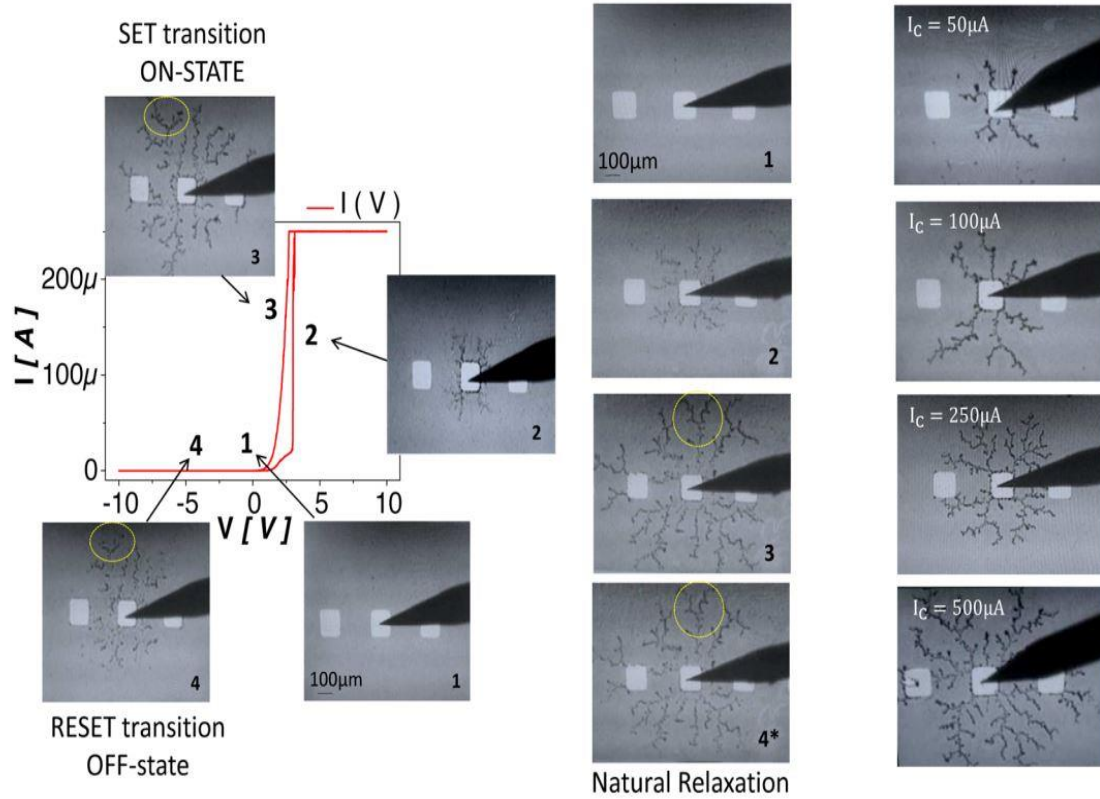 SET transition
ON-STATE
3
I ( V )
200µ
100µ
0
I [ A ]
3
2
4
1
2
-10
-5
0
5
10
V [ V ]
4
RESET transition
OFF-state
100µm
1
100µm
1
2
3
4*
Natural Relaxation
I_C = 50µA
I_C = 100µA
I_C = 250µA
I_C = 500µA